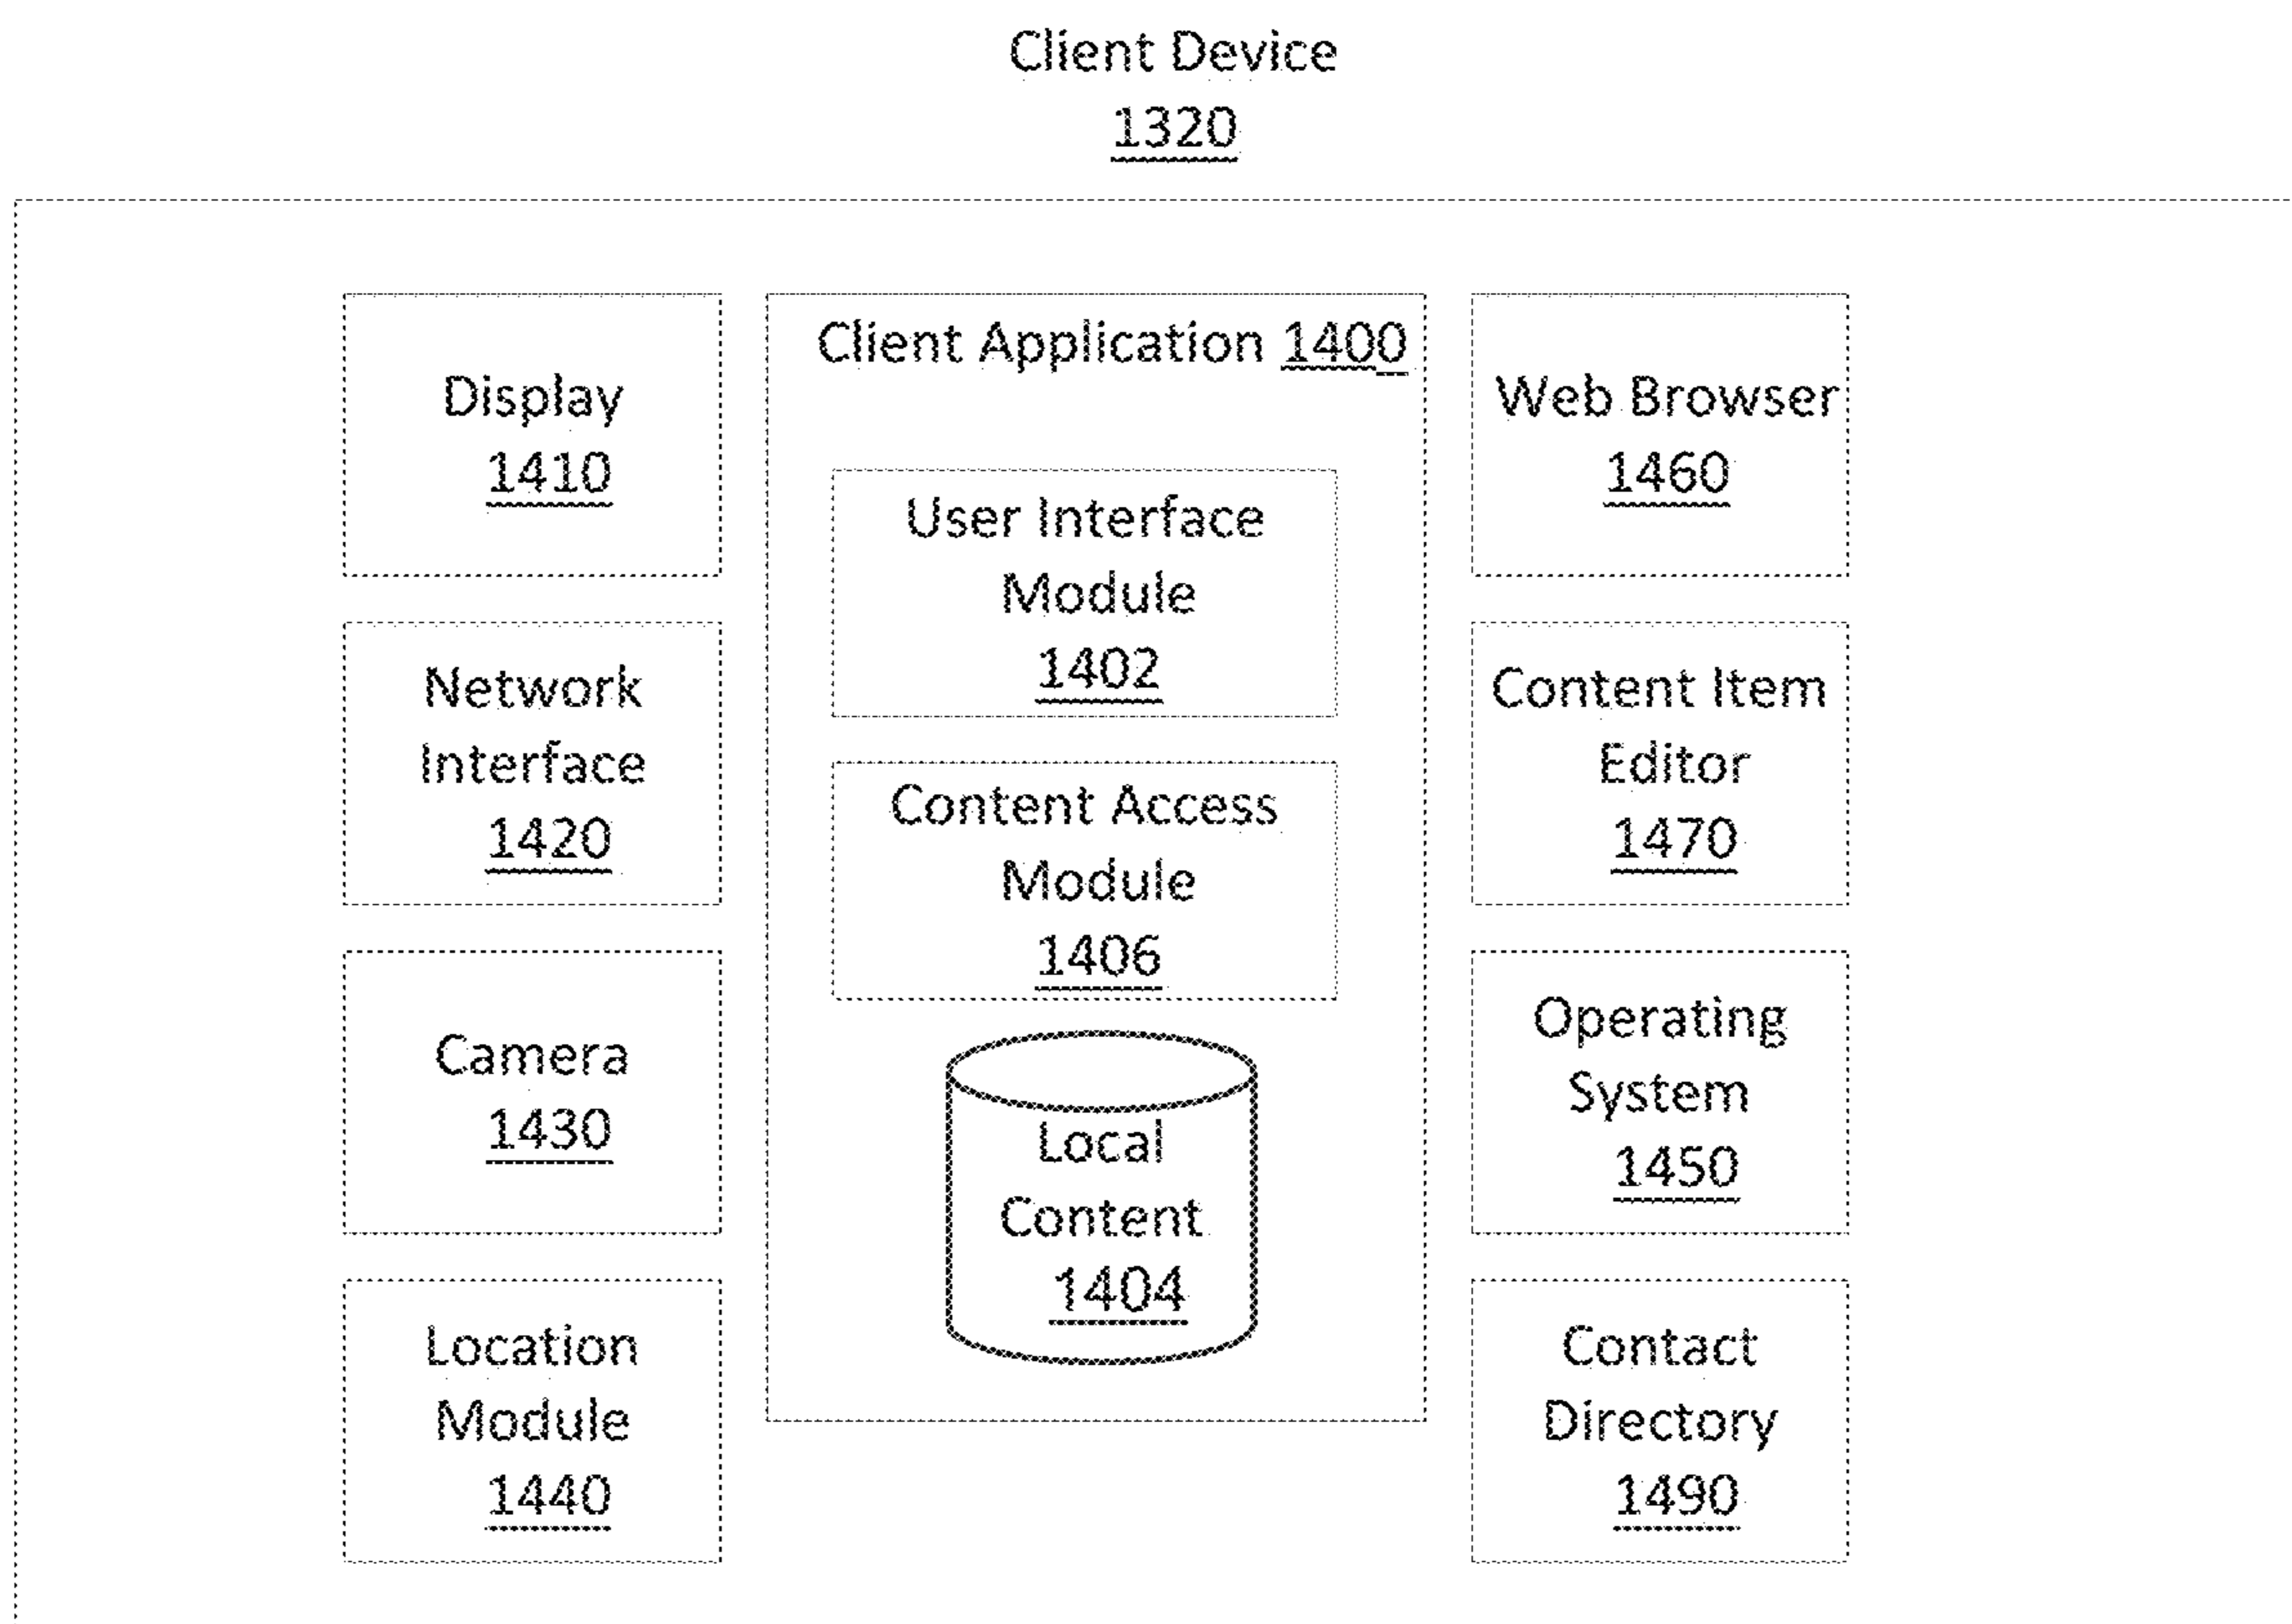 Client Device
1320
Display
1410
Network
Interface
1420
Camera
1430
Location
Module
1440
Client Application 1400
User Interface
Module
1402
Content Access
Module
1406
Local
Content
1404
Web Browser
1460
Content Item
Editor
1470
Operating
System
1450
Contact
Directory
1490